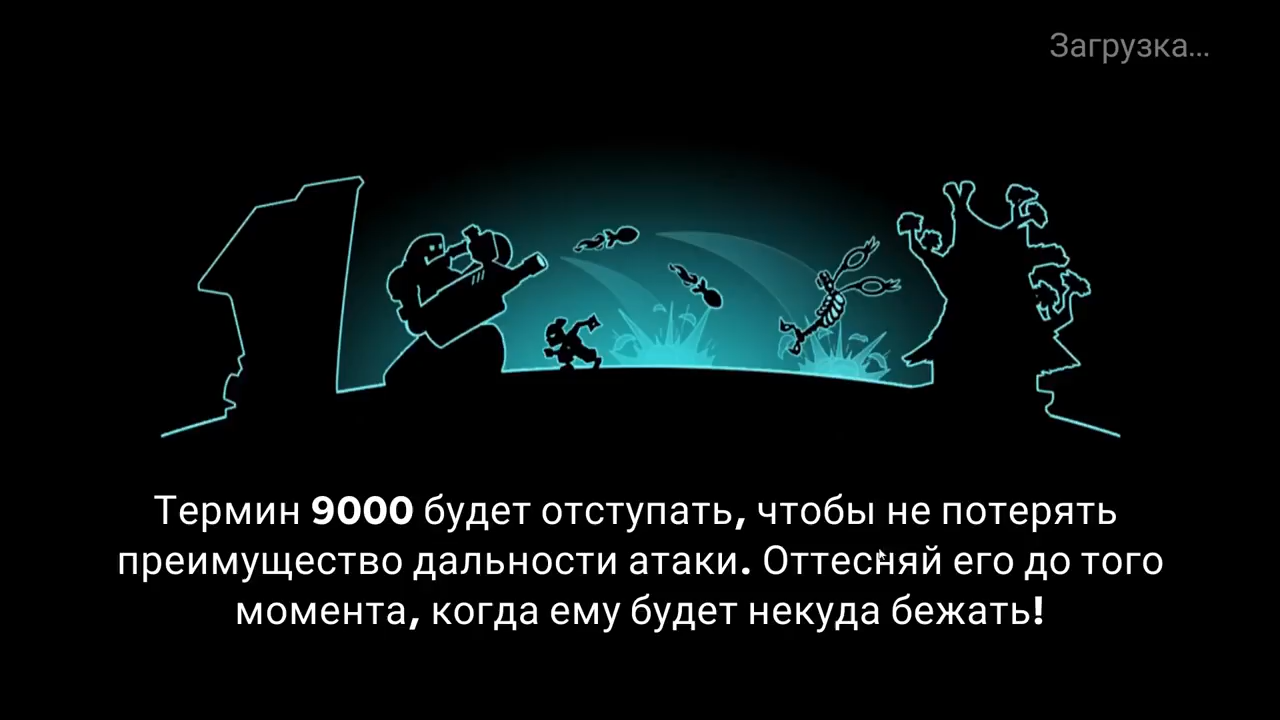 Загрузка...
Термин 9000 будет отступать, чтобы не потерять
преимущество дальности атаки. Оттесняй его до того
момента, когда ему будет некуда бежать!